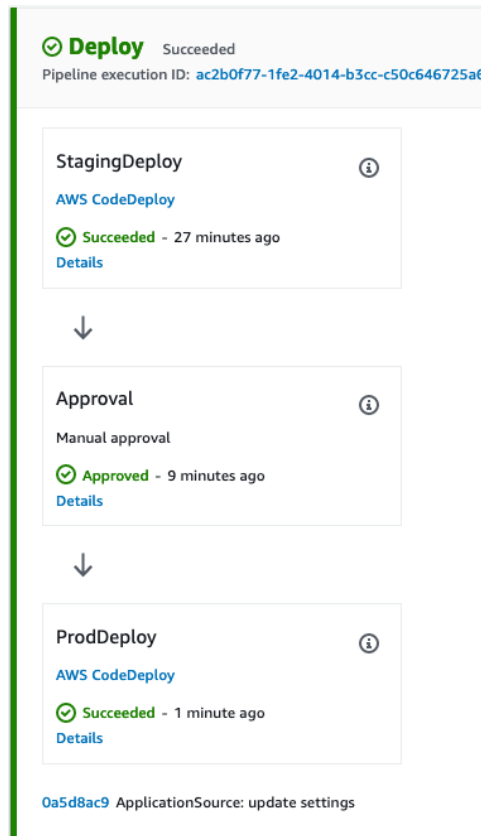 Deploy Succeeded
Pipeline execution ID: ac2b0f77-1fe2-4014-b3cc-c50c646725a6
StagingDeploy
AWS CodeDeploy
Succeeded - 27 minutes ago
Details
Approval
Manual approval
Approved - 9 minutes ago
Details
ProdDeploy
AWS CodeDeploy
Succeeded - 1 minute ago
Details
0a5d8ac9 ApplicationSource: update settings